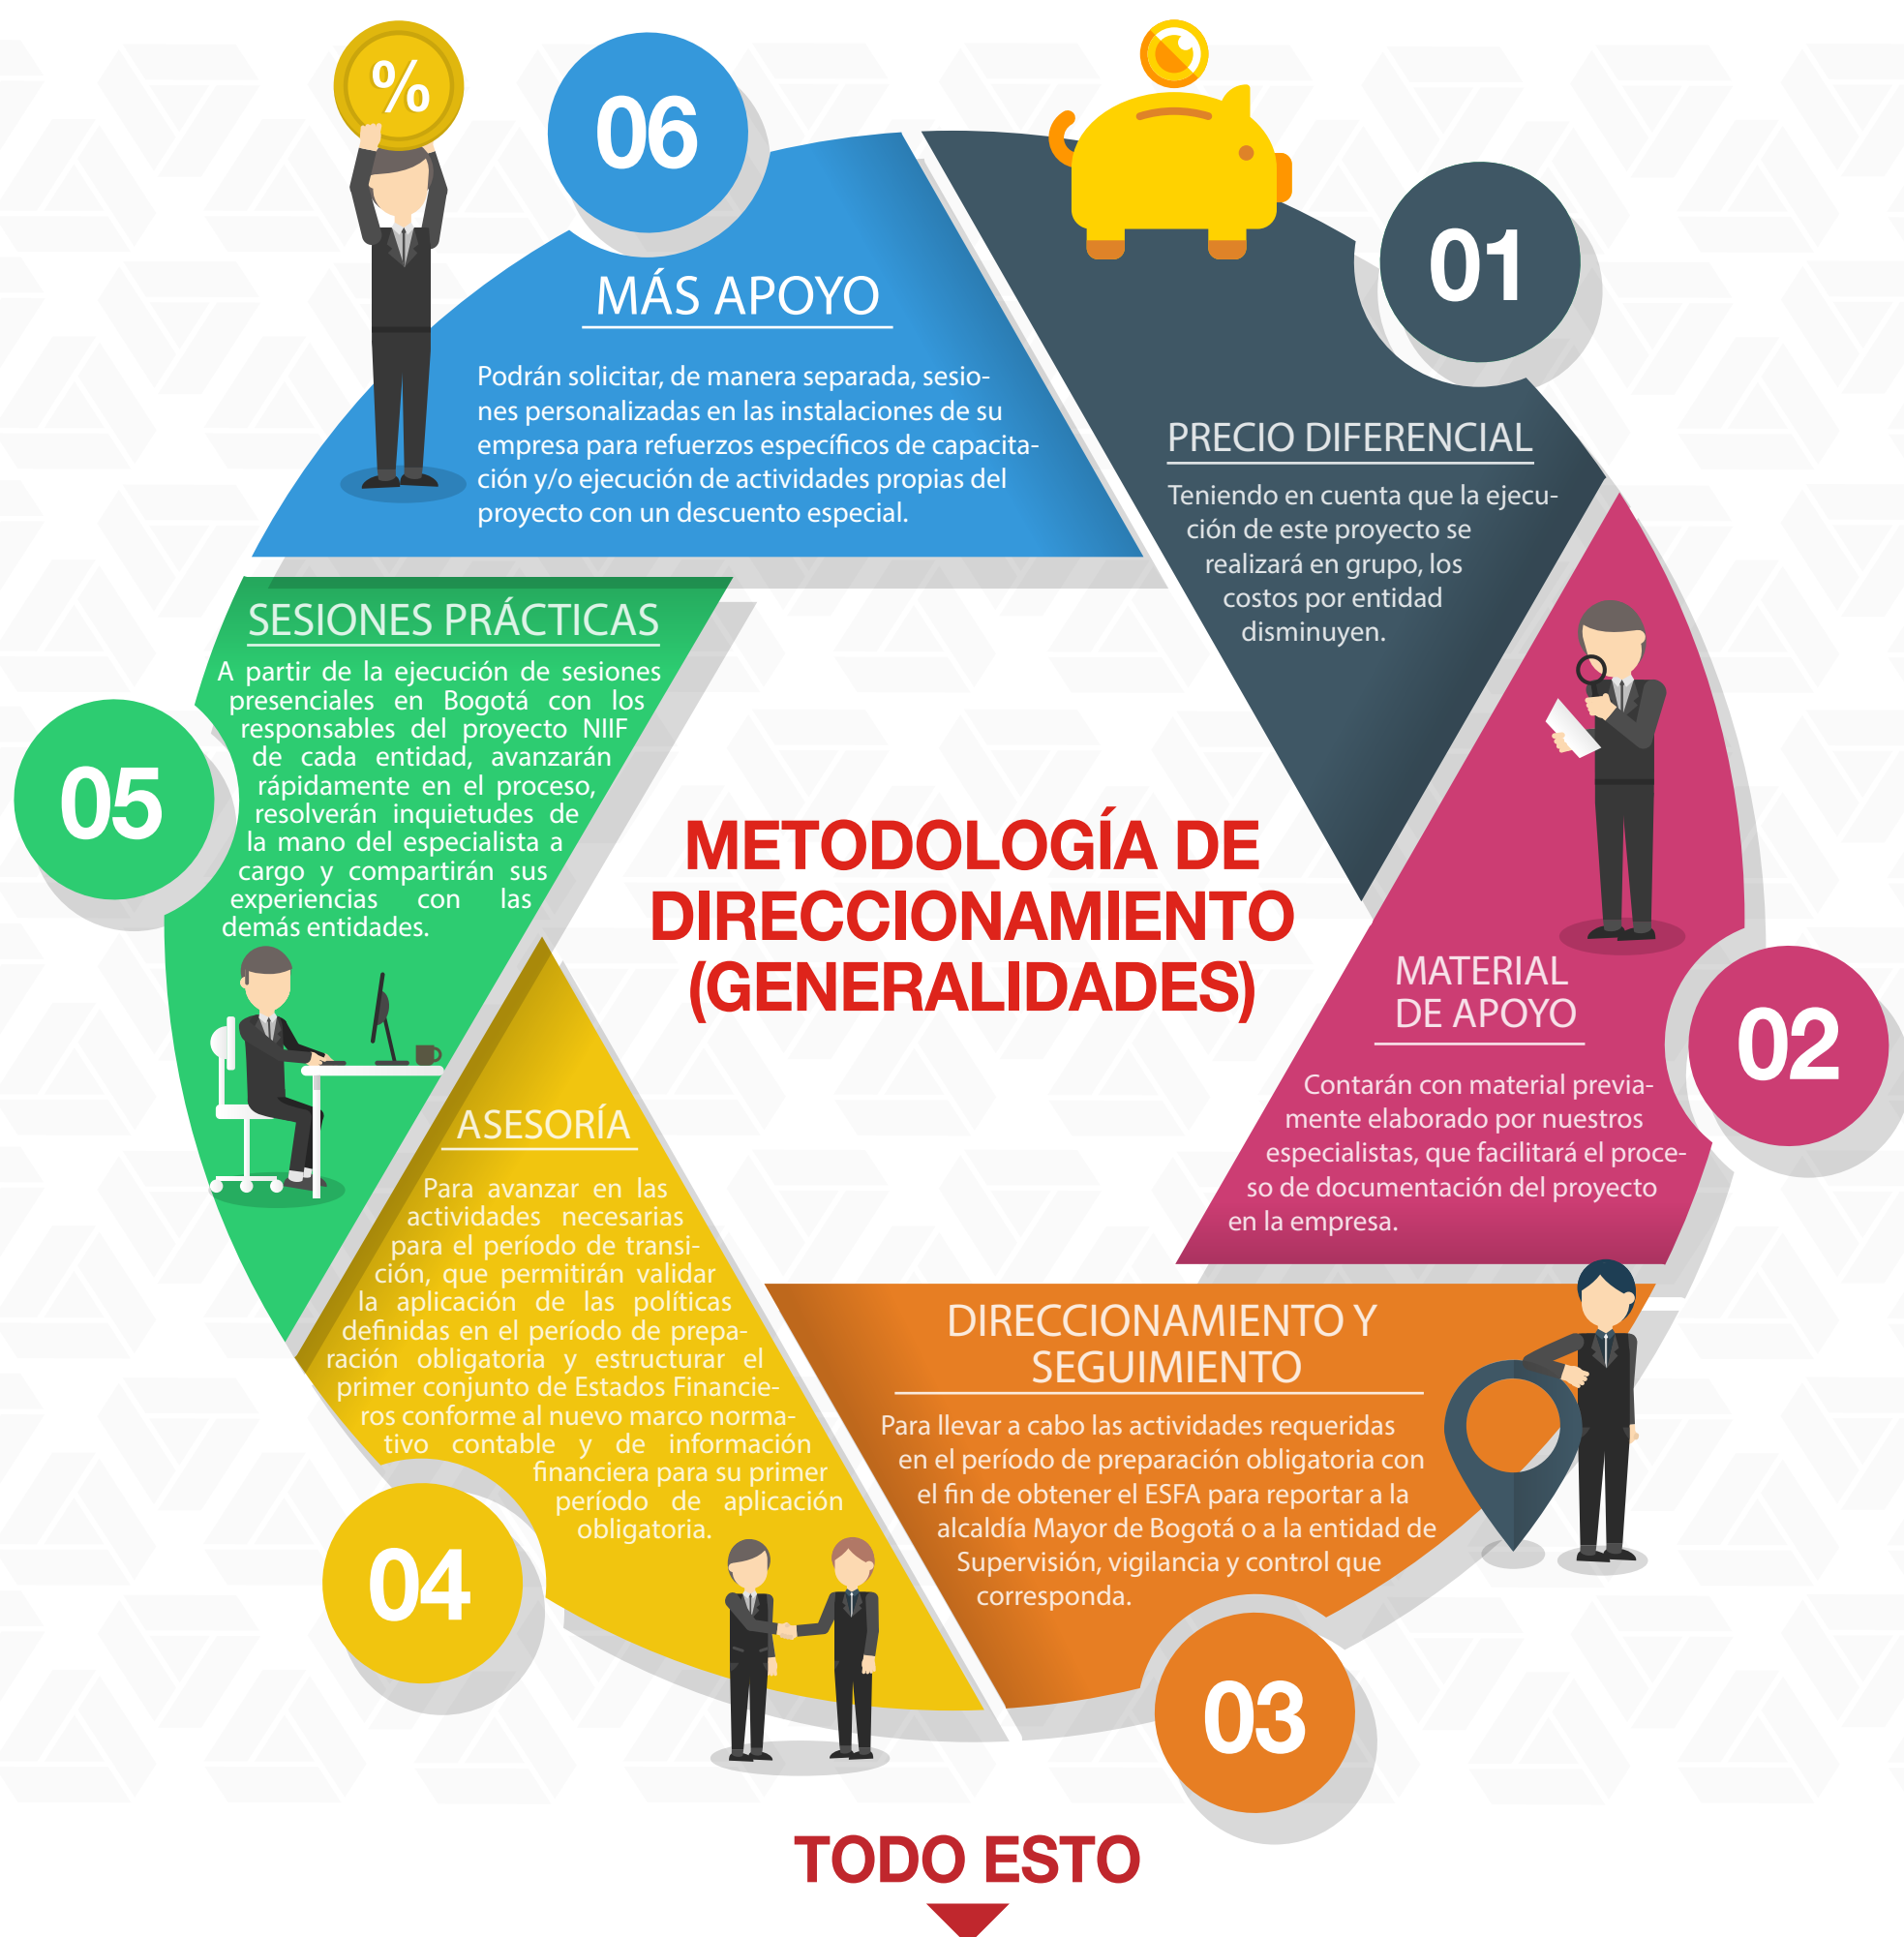 %
06
MÁS APOYO
Podrán solicitar, de manera separada, sesio-
nes personalizadas en las instalaciones de su
empresa para refuerzos específicos de capacita-
ción y/o ejecución de actividades propias del
proyecto con un descuento especial.
01
PRECIO DIFERENCIAL
Teniendo en cuenta que la ejecu-
ción de este proyecto se
realizará en grupo, los
costos por entidad
disminuyen.
02
MATERIAL
DE APOYO
Contarán con material previa-
mente elaborado por nuestros
especialistas, que facilitará el proce-
so de documentación del proyecto
en la empresa.
METODOLOGÍA DE
DIRECCIONAMIENTO
(GENERALIDADES)
SESIONES PRÁCTICAS
A partir de la ejecución de sesiones
presenciales en Bogotá con los
responsables del proyecto NIIF
de cada entidad, avanzarán
rápidamente en el proceso,
resolverán inquietudes de
la mano del especialista a
cargo y compartirán sus
experiencias con las
demás entidades.
05
ASESORÍA
Para avanzar en las
actividades necesarias
para el período de transi-
ción, que permitirán validar
la aplicación de las políticas
definidas en el período de prepa-
ración obligatoria y estructurar el
primer conjunto de Estados Financie-
ros conforme al nuevo marco norma-
tivo contable y de información
financiera para su primer
período de aplicación
obligatoria.
04
DIRECCIONAMIENTO Y
SEGUIMIENTO
Para llevar a cabo las actividades requeridas
en el período de preparación obligatoria con
el fin de obtener el ESFA para reportar a la
alcaldía Mayor de Bogotá o a la entidad de
Supervisión, vigilancia y control que
corresponda.
03
TODO ESTO